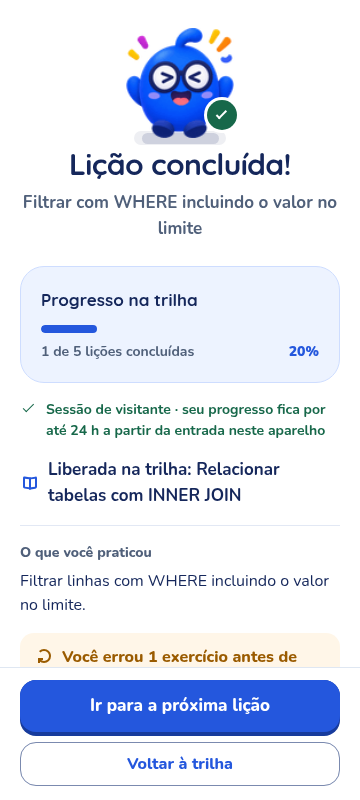 Lição concluída!
Filtrar com WHERE incluindo o valor no
limite
Progresso na trilha
1 de 5 lições concluídas
20%
Sessão de visitante · seu progresso fica por
até 24 h a partir da entrada neste aparelho
Liberada na trilha: Relacionar
tabelas com INNER JOIN
O que você praticou
Filtrar linhas com WHERE incluindo o valor
no limite.
Você errou 1 exercício antes de
Ir para a próxima lição
Voltar à trilha